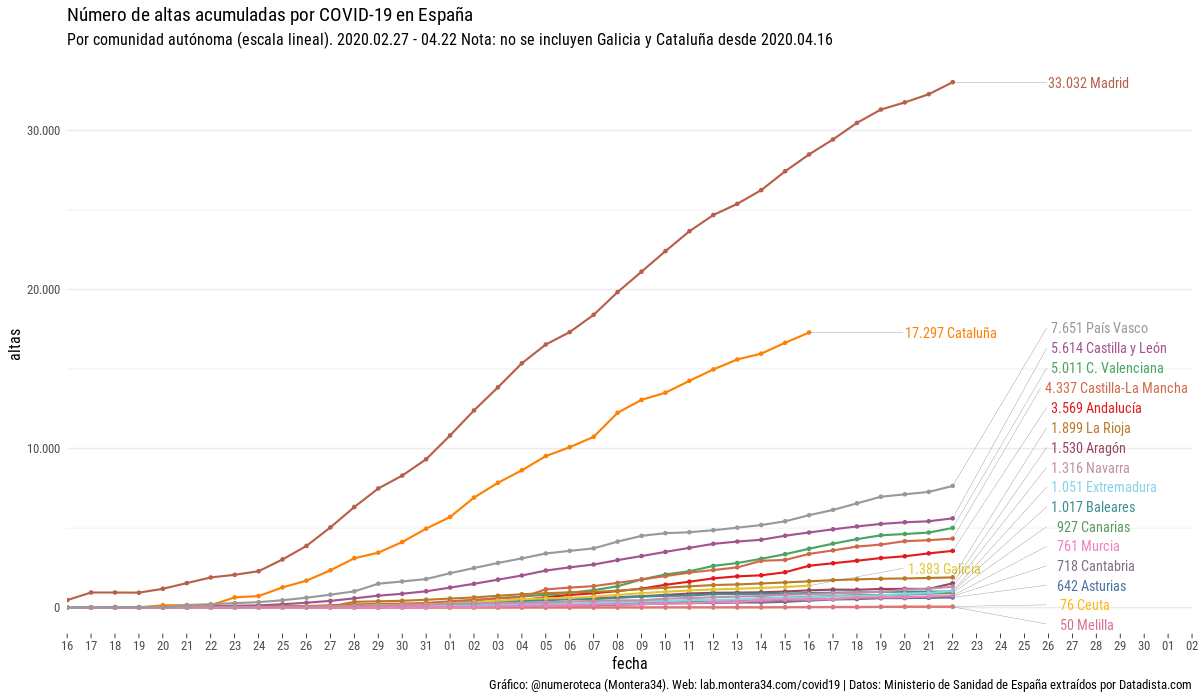 Número de altas acumuladas por COVID-19 en España
Por comunidad autónoma (escala lineal). 2020.02.27 - 04.22 Nota: no se incluyen Galicia y Cataluña desde 2020.04.16
altas
30.000
20.000
10.000
0
33.032 Madrid
17.297 Cataluña
7.651 País Vasco
5.614 Castilla y León
5.011 C. Valenciana
4.337 Castilla-La Mancha
3.569 Andalucía
1.899 La Rioja
1.530 Aragón
1.316 Navarra
1.051 Extremadura
1.017 Baleares
927 Canarias
761 Murcia
1.383 Galicia
718 Cantabria
642 Asturias
76 Ceuta
50 Melilla
16 17 18 19 20 21 22 23 24 25 26 27 28 29 30 31 01 02 03 04 05 06 07 08 09 10 11 12 13 14 15 16 17 18 19 20 21 22 23 24 25 26 27 28 29 30 01 02
fecha
Gráfico: @numeroteca (Montera34). Web: lab.montera34.com/covid19 | Datos: Ministerio de Sanidad de España extraídos por Datadista.com